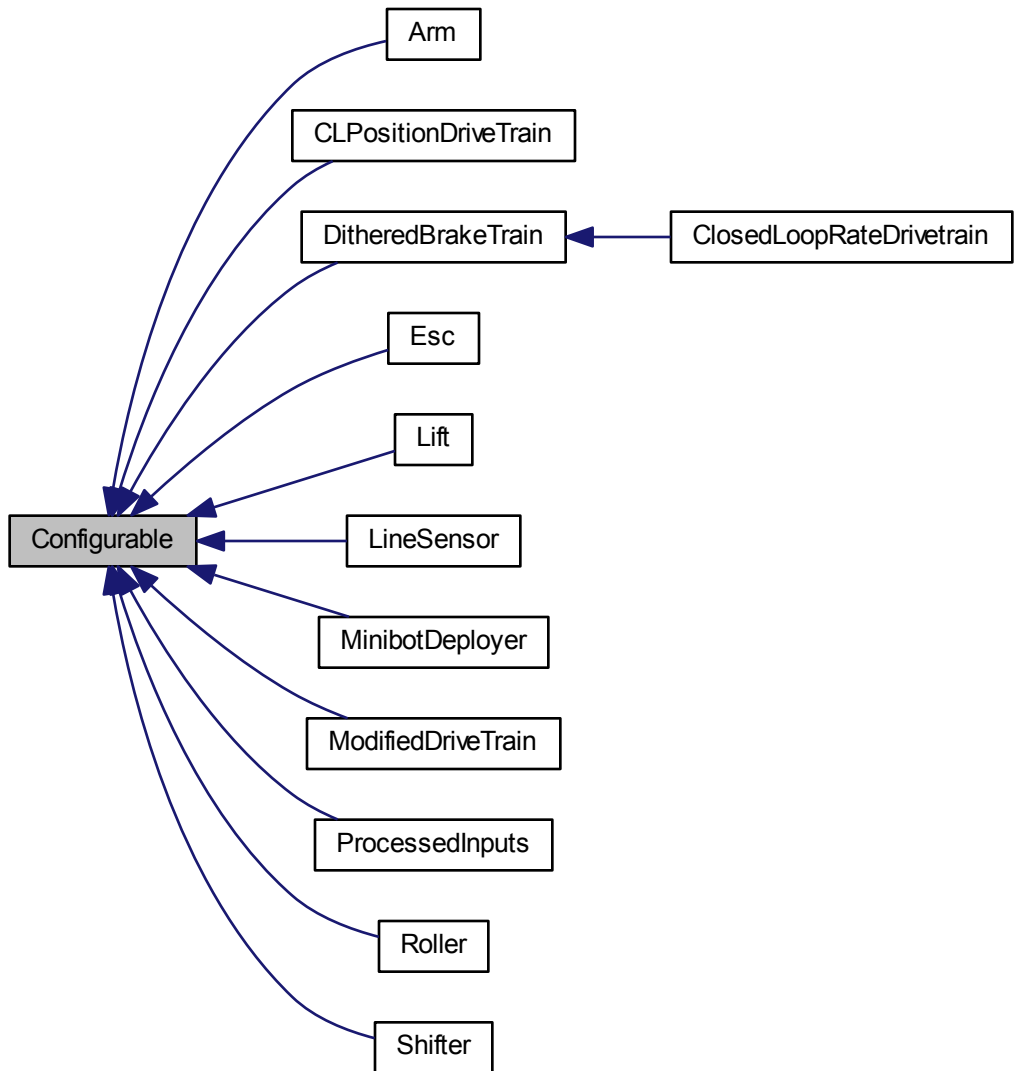 Arm
CLPositionDriveTrain
DitheredBrakeTrain
ClosedLoopRateDrivetrain
Esc
Lift
Configurable
LineSensor
MinibotDeployer
ModifiedDriveTrain
ProcessedInputs
Roller
Shifter